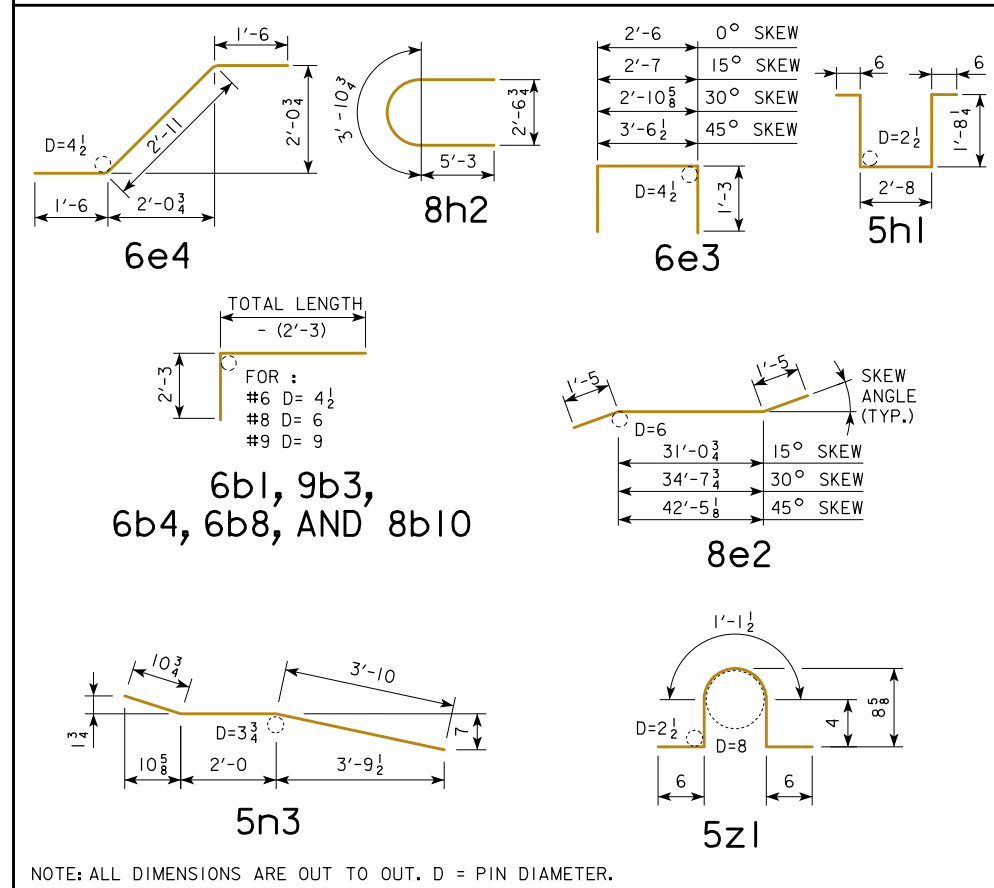 1'-6
D=4 1/2
2'-11
2'-0 3/4
1'-6
2'-0 3/4
6e4
3'-10 3/4
2'-6 3/4
5'-3
8h2
2'-6 0° SKEW
2'-7 15° SKEW
2'-10 5/8 30° SKEW
3'-6 1/2 45° SKEW
D=4 1/2
1'-3
6e3
6
6
D=2 1/2
1'-8 1/4
2'-8
5h1
TOTAL LENGTH
- (2'-3)
2'-3
FOR :
#6 D= 4 1/2
#8 D= 6
#9 D= 9
6b1, 9b3,
6b4, 6b8, AND 8b10
1'-5
1'-5
SKEW
ANGLE
(TYP.)
D=6
31'-0 3/4 15° SKEW
34'-7 3/4 30° SKEW
42'-5 1/8 45° SKEW
8e2
10 3/4
3'-10
1 3/4
D=3 3/4
7
10 5/8
2'-0
3'-9 1/2
5n3
1'-1 1/2
D=2 1/2
D=8
4
8 5/8
6
6
5z1
NOTE: ALL DIMENSIONS ARE OUT TO OUT. D = PIN DIAMETER.